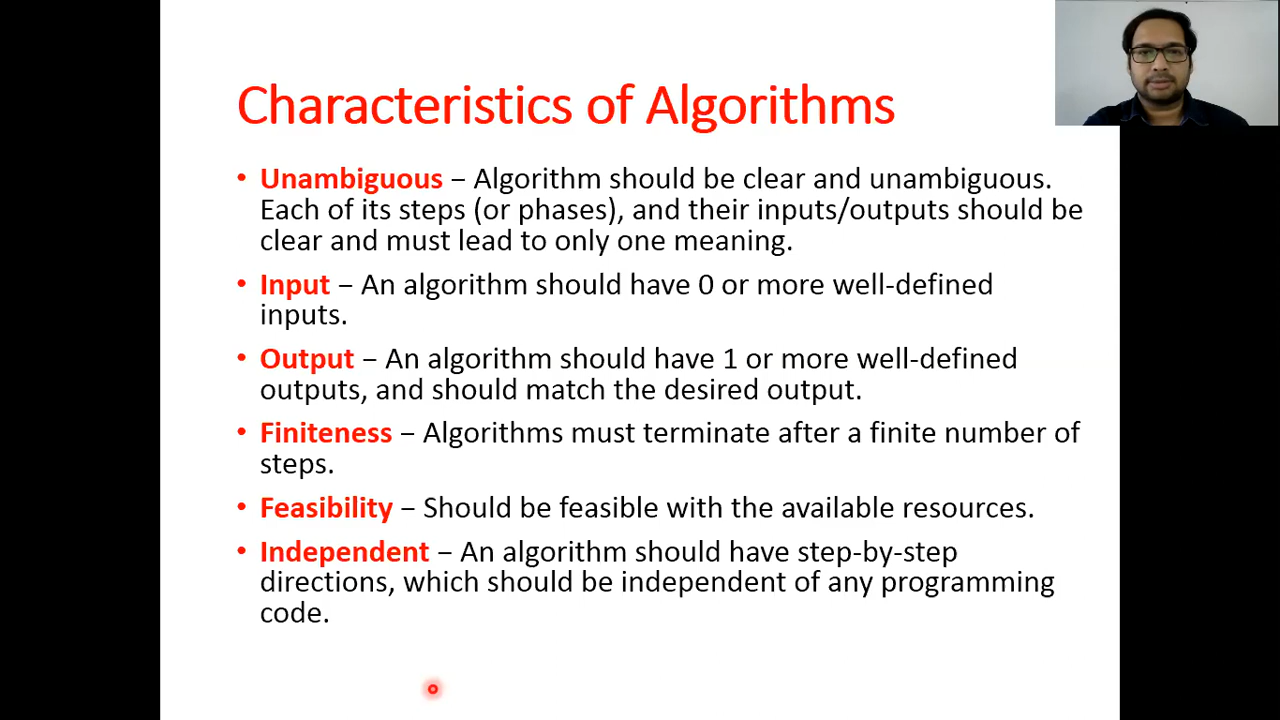 Characteristics of Algorithms
• Unambiguous – Algorithm should be clear and unambiguous.
Each of its steps (or phases), and their inputs/outputs should be
clear and must lead to only one meaning.
• Input – An algorithm should have 0 or more well-defined
inputs.
• Output – An algorithm should have 1 or more well-defined
outputs, and should match the desired output.
• Finiteness – Algorithms must terminate after a finite number of
steps.
• Feasibility – Should be feasible with the available resources.
• Independent – An algorithm should have step-by-step
directions, which should be independent of any programming
code.